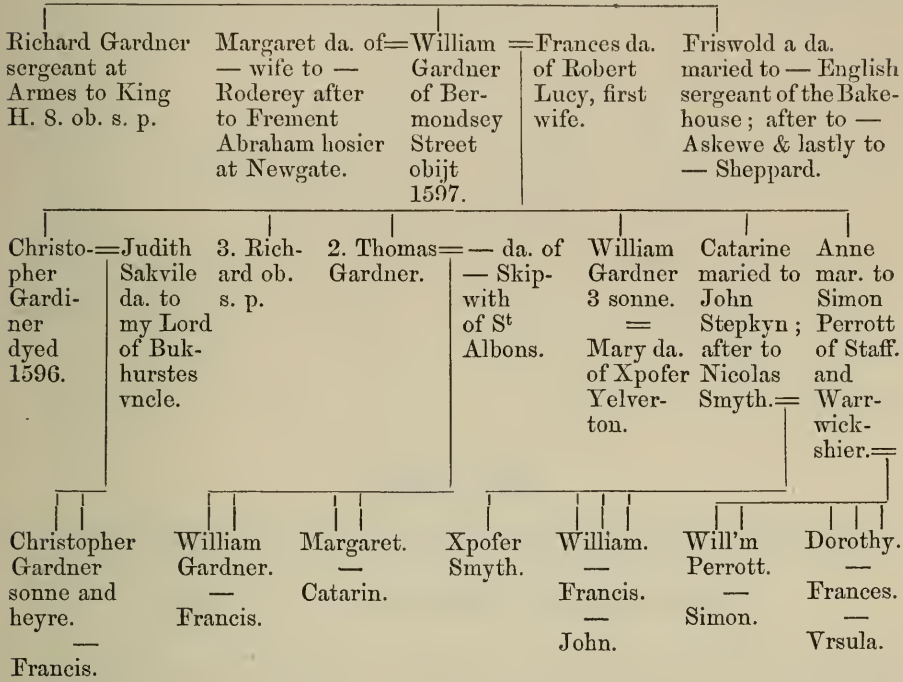 Richard Gardner
sergeant at
Armes to King
H. 8. ob. s. p.
Margaret da. of=
— wife to —
Roderey after
to Frement
Abraham hosier
at Newgate.
William
Gardner
of Ber-
mondsey
Street
obijt
1597.
=Frances da.
of Robert
Lucy, first
wife.
Friswold a da.
maried to — English
sergeant of the Bake-
house; after to —
Askewe & lastly to
— Sheppard.
Christo-=
pher
Gardi-
ner
dyed
1596.
Judith
Sakvile
da. to
my Lord
of Buk-
hurstes
vncle.
3. Rich-
ard ob.
s. p.
2. Thomas=
Gardner.
— da. of
— Skip-
with
of St
Albons.
William
Gardner
3 sonne.
=
Mary da.
of Xpofer
Yelver-
ton.
Catarine
maried to
John
Stepkyn;
after to
Nicolas
Smyth.=
Anne
mar. to
Simon
Perrott
of Staff.
and
Warr-
wick-
shier.=
Christopher
Gardner
sonne and
heyre.
—
Francis.
William
Gardner.
—
Francis.
Margaret.
—
Catarin.
Xpofer
Smyth.
William.
—
Francis.
—
John.
Will'm
Perrott.
—
Simon.
Dorothy.
—
Frances.
—
Vrsula.